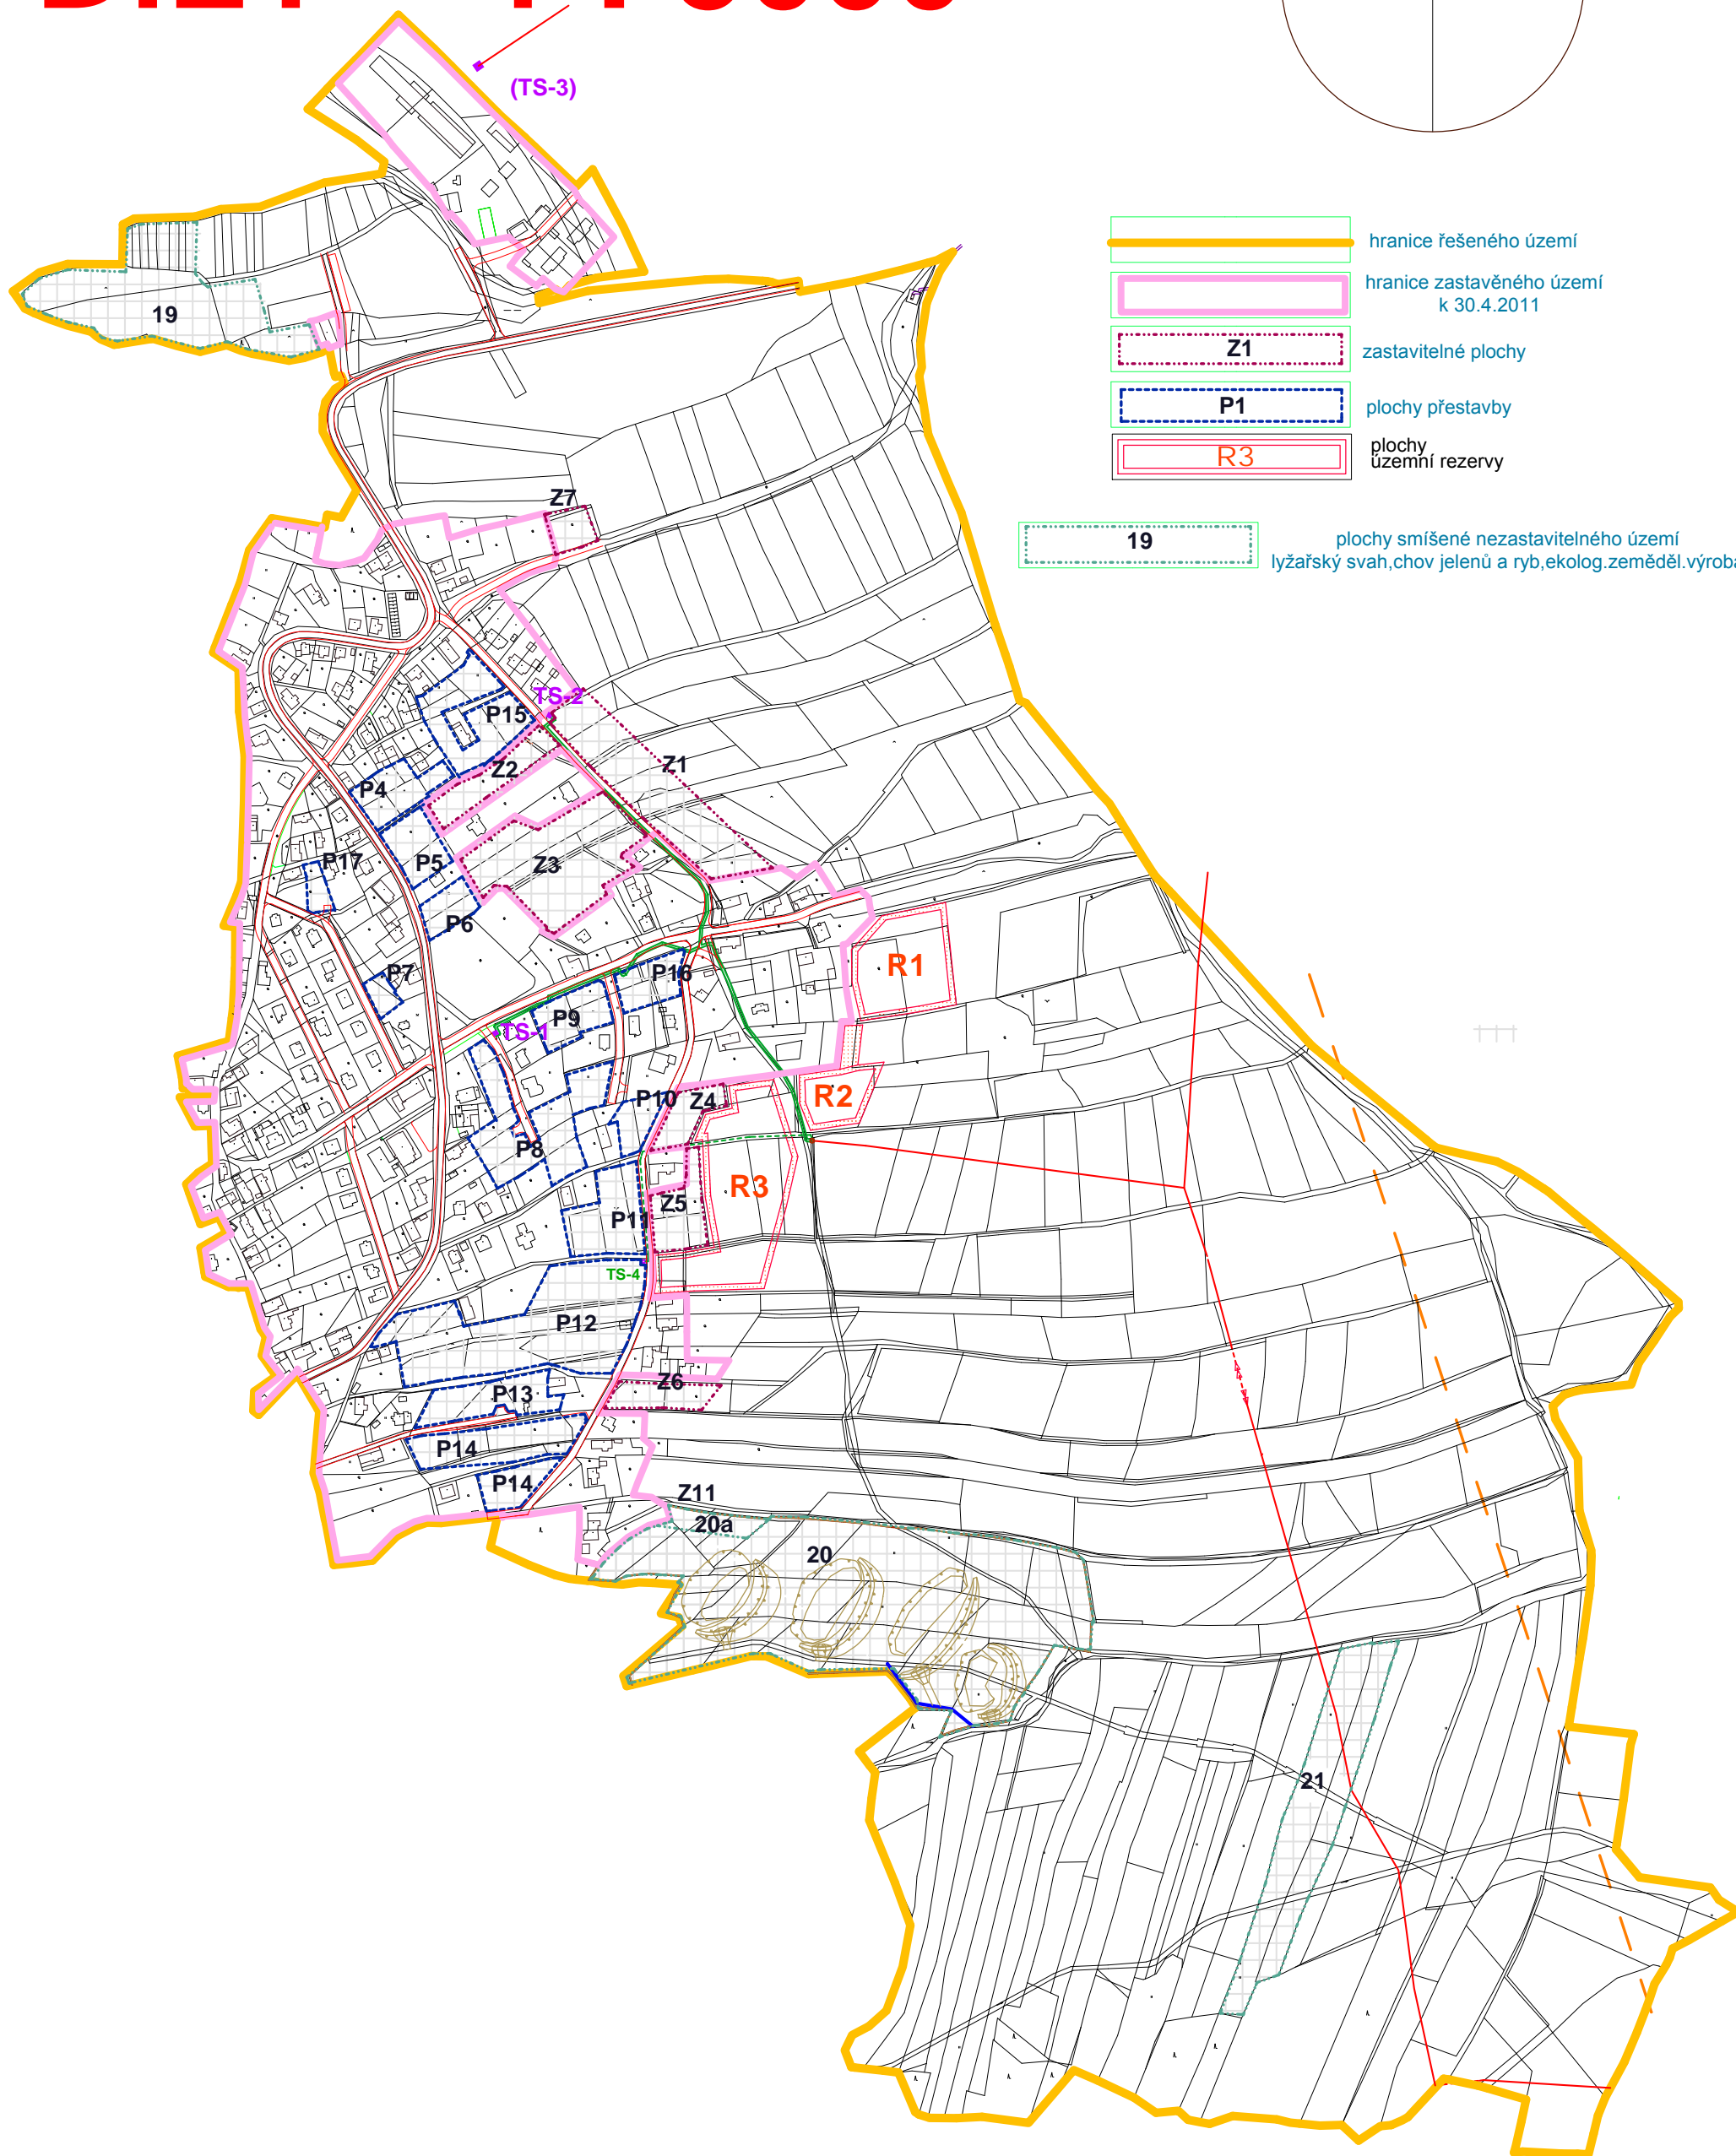 (TS-3)
hranice řešeného území
hranice zastavěného území
k 30.4.2011
Z1
zastavitelné plochy
P1
plochy přestavby
R3
plochy
územní rezervy
19
plochy smíšené nezastavitelného území
lyžařský svah,chov jelenů a ryb,ekolog.zeměděl.výroba
19
Z7
TS-2
P15
Z1
Z2
P4
P17
P5
Z3
P6
P7
P16
R1
P9
TS-1
P10
Z4
R2
P8
R3
Z5
P11
TS-4
P12
Z6
P13
P14
P14
Z11
20a
20
21